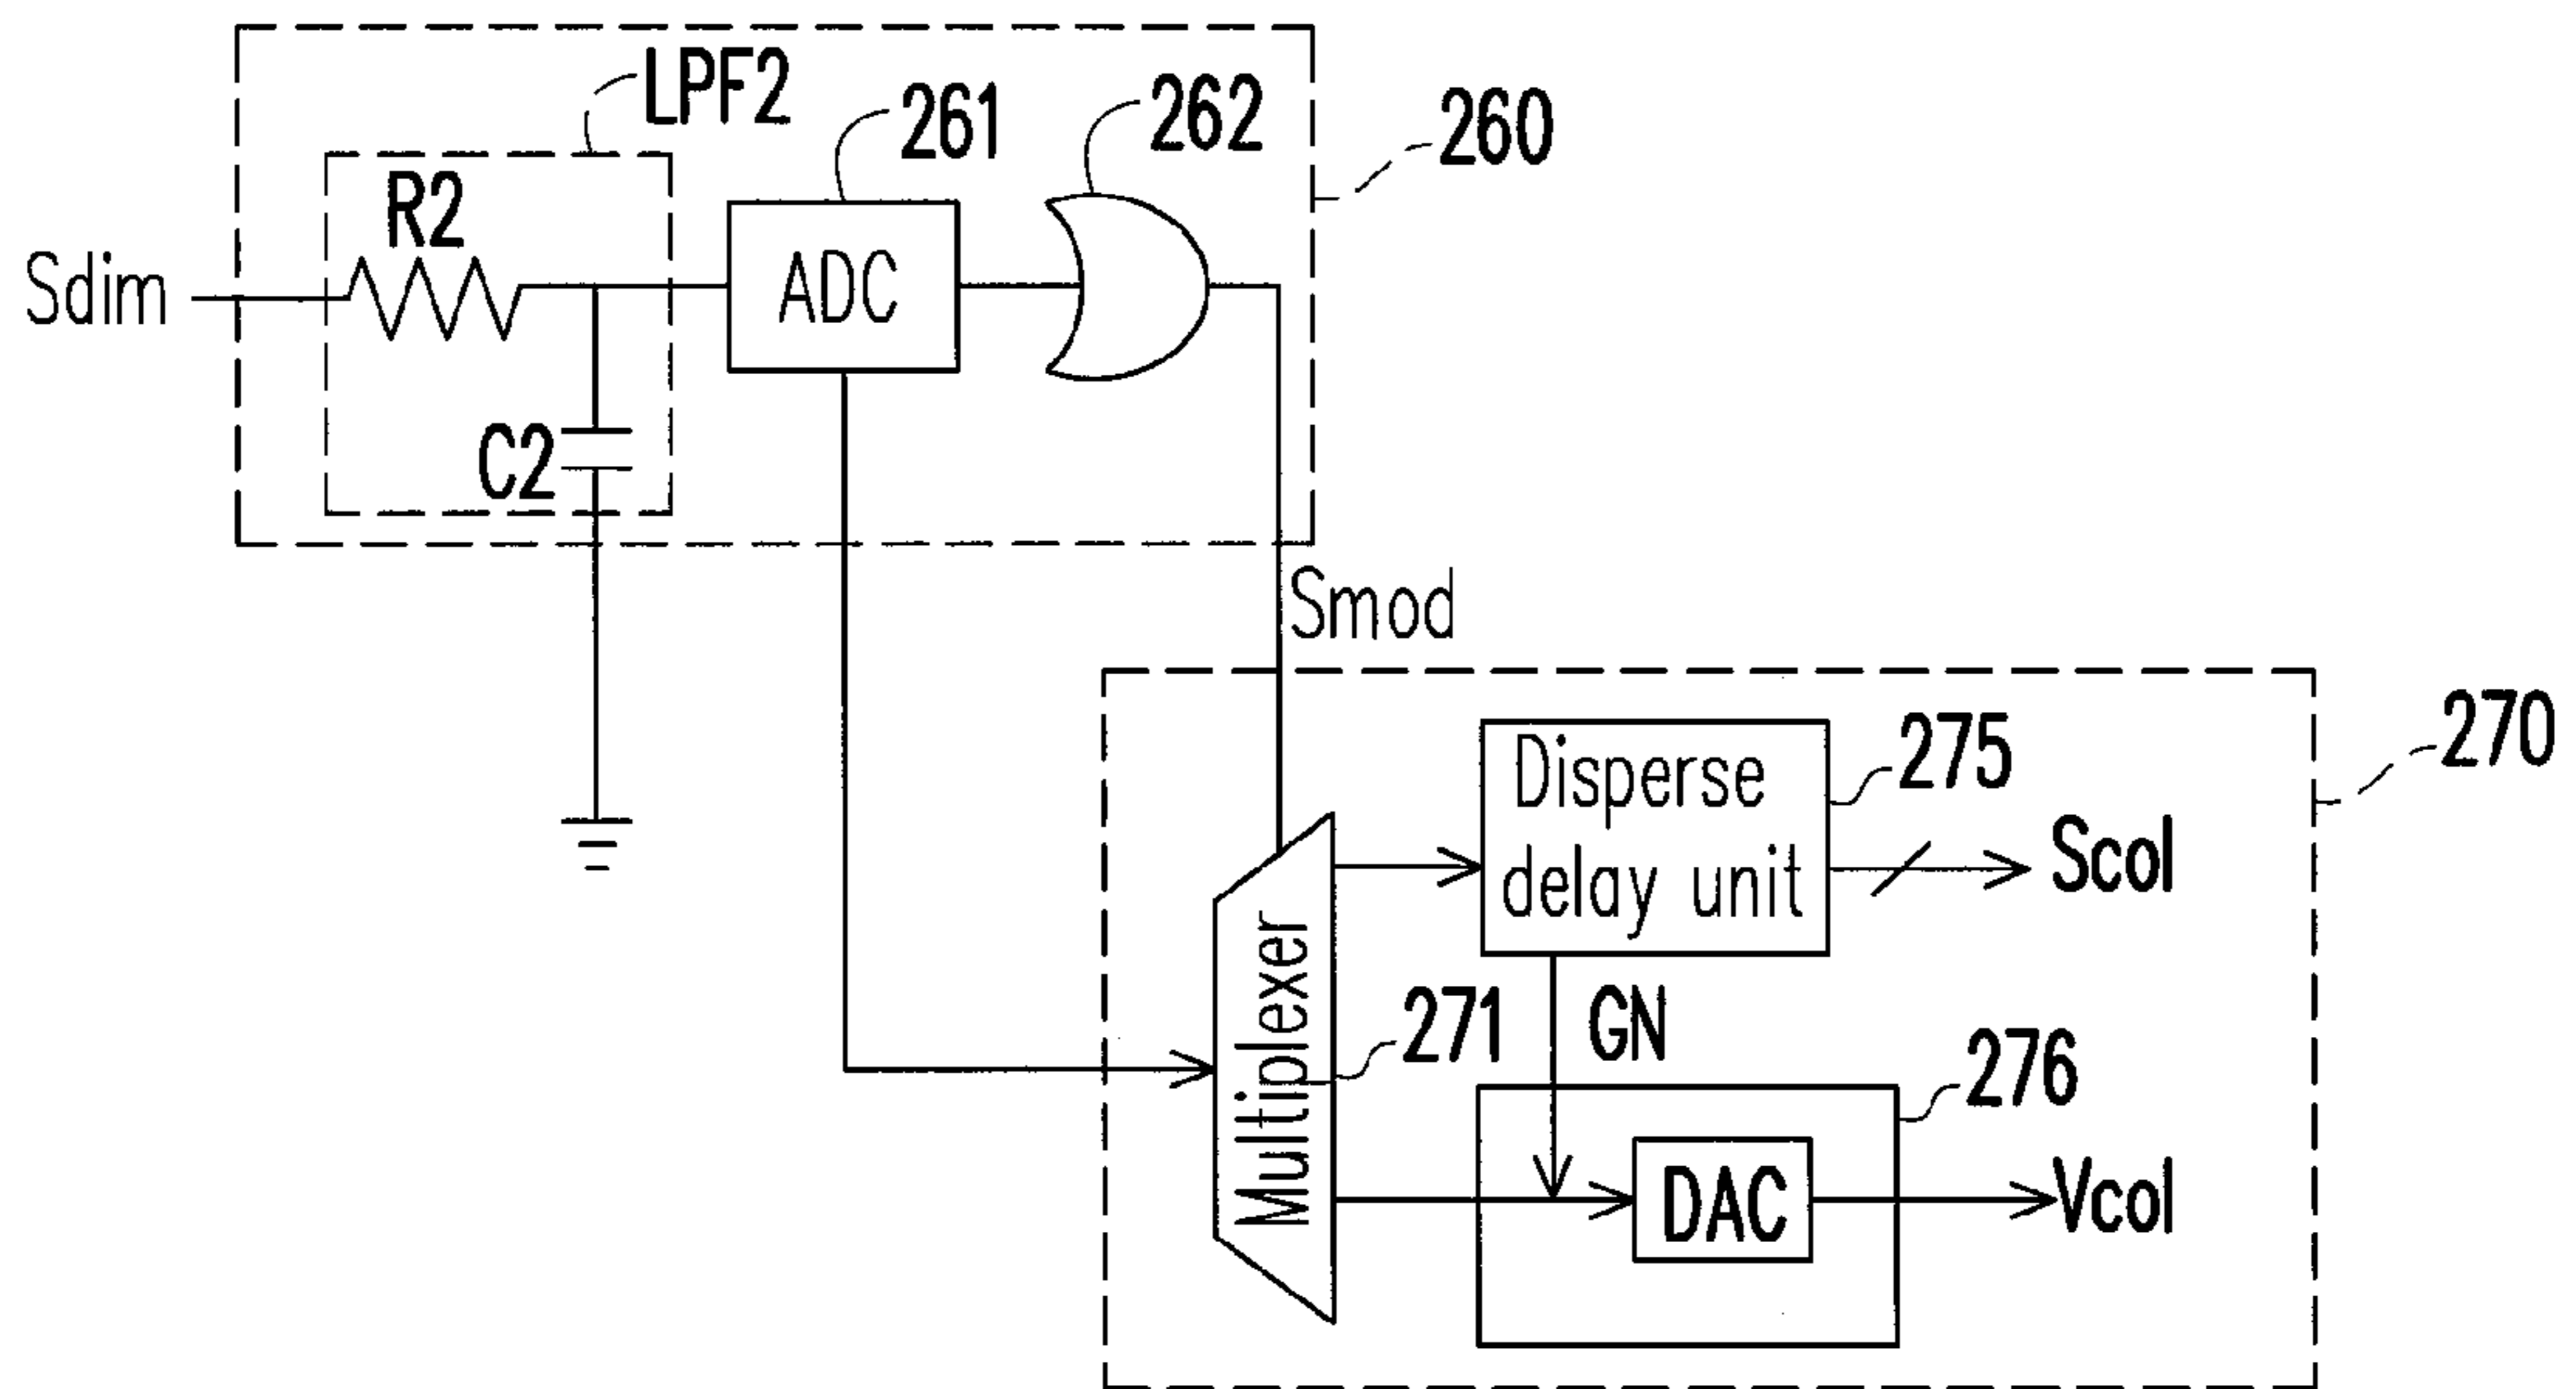 LPF2
261
262
260
R2
Sdim
ADC
C2
Smod
270
Disperse
delay unit
275
Scol
Multiplexer
271
GN
276
DAC
Vcol